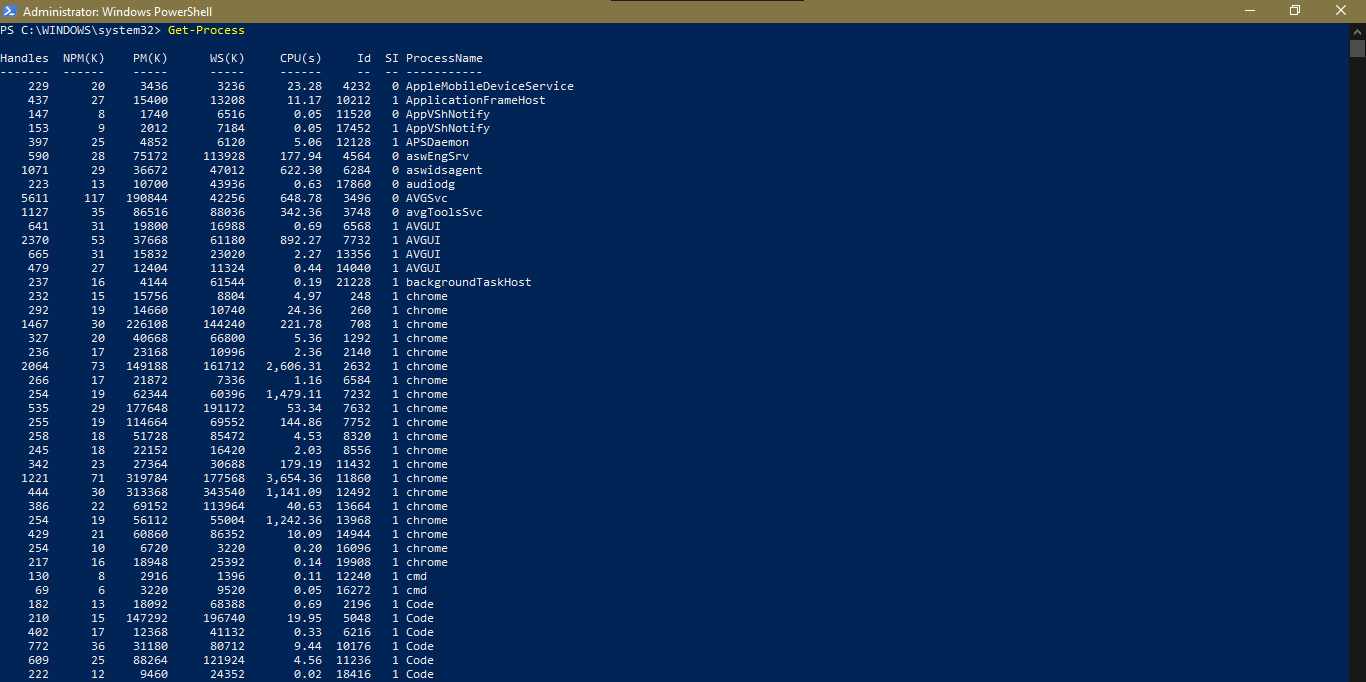 Administrator: Windows PowerShell
PS C:\WINDOWS\system32> Get-Process
Handles  NPM(K)    PM(K)      WS(K)     CPU(s)     Id  SI ProcessName
-------  ------    -----      -----     ------     --  -- -----------
    229      20     3436       3236      23.28   4232   0 AppleMobileDeviceService
    437      27    15400      13208      11.17  10212   1 ApplicationFrameHost
    147       8     1740       6516       0.05  11520   0 AppVShNotify
    153       9     2012       7184       0.05  17452   1 AppVShNotify
    397      25     4852       6120       5.06  12128   1 APSDaemon
    590      28    75172     113928     177.94   4564   0 aswEngSrv
   1071      29    36672      47012     622.30   6284   0 aswidsagent
    223      13    10700      43936       0.63  17860   0 audiodg
   5611     117   190844      42256     648.78   3496   0 AVGSvc
   1127      35    86516      88036     342.36   3748   0 avgToolsSvc
    641      31    19800      16988       0.69   6568   1 AVGUI
   2370      53    37668      61180     892.27   7732   1 AVGUI
    665      31    15832      23020       2.27  13356   1 AVGUI
    479      27    12404      11324       0.44  14040   1 AVGUI
    237      16     4144      61544       0.19  21228   1 backgroundTaskHost
    232      15    15756       8804       4.97    248   1 chrome
    292      19    14660      10740      24.36    260   1 chrome
   1467      30   226108     144240     221.78    708   1 chrome
    327      20    40668      66800       5.36   1292   1 chrome
    236      17    23168      10996       2.36   2140   1 chrome
   2064      73   149188     161712   2,606.31   2632   1 chrome
    266      17    21872       7336       1.16   6584   1 chrome
    254      19    62344      60396   1,479.11   7232   1 chrome
    535      29   177648     191172      53.34   7632   1 chrome
    255      19   114664      69552     144.86   7752   1 chrome
    258      18    51728      85472       4.53   8320   1 chrome
    245      18    22152      16420       2.03   8556   1 chrome
    342      23    27364      30688     179.19  11432   1 chrome
   1221      71   319784     177568   3,654.36  11860   1 chrome
    444      30   313368     343540   1,141.09  12492   1 chrome
    386      22    69152     113964      40.63  13664   1 chrome
    254      19    56112      55004   1,242.36  13968   1 chrome
    429      21    60860      86352      10.09  14944   1 chrome
    254      10     6720       3220       0.20  16096   1 chrome
    217      16    18948      25392       0.14  19908   1 chrome
    130       8     2916       1396       0.11  12240   1 cmd
     69       6     3220       9520       0.05  16272   1 cmd
    182      13    18092      68388       0.69   2196   1 Code
    210      15   147292     196740      19.95   5048   1 Code
    402      17    12368      41132       0.33   6216   1 Code
    772      36    31180      80712       9.44  10176   1 Code
    609      25    88264     121924       4.56  11236   1 Code
    222      12     9460      24352       0.02  18416   1 Code